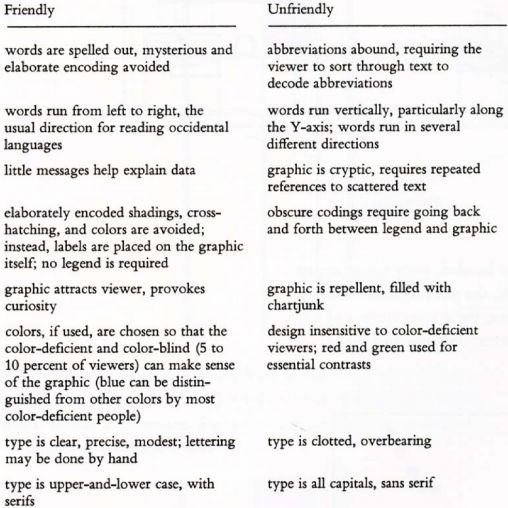 Friendly
Unfriendly
words are spelled out, mysterious and
elaborate encoding avoided
abbreviations abound, requiring the
viewer to sort through text to
decode abbreviations
words run from left to right, the
usual direction for reading occidental
languages
words run vertically, particularly along
the Y-axis; words run in several
different directions
little messages help explain data
graphic is cryptic, requires repeated
references to scattered text
elaborately encoded shadings, cross-
hatching, and colors are avoided;
instead, labels are placed on the graphic
itself; no legend is required
obscure codings require going back
and forth between legend and graphic
graphic attracts viewer, provokes
curiosity
graphic is repellent, filled with
chartjunk
colors, if used, are chosen so that the
color-deficient and color-blind (5 to
10 percent of viewers) can make sense
of the graphic (blue can be distin-
guished from other colors by most
color-deficient people)
design insensitive to color-deficient
viewers; red and green used for
essential contrasts
type is clear, precise, modest; lettering
may be done by hand
type is clotted, overbearing
type is upper-and-lower case, with
serifs
type is all capitals, sans serif